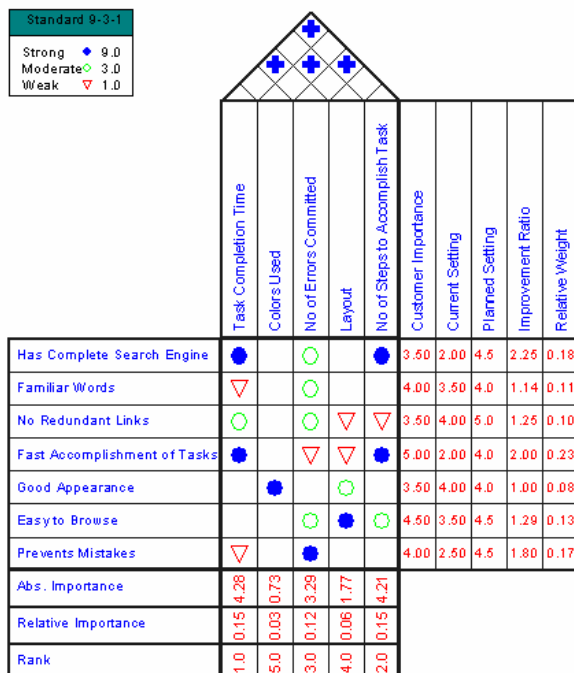 Standard 9-3-1
Strong 9.0
Moderate 3.0
Weak 1.0
Task Completion Time
Colors Used
No of Errors Committed
Layout
No of Steps to Accomplish Task
Customer Importance
Current Setting
Planned Setting
Improvement Ratio
Relative Weight
Has Complete Search Engine 3.50 2.00 4.5 2.25 0.18
Familiar Words 4.00 3.50 4.0 1.14 0.11
No Redundant Links 3.50 4.00 5.0 1.25 0.10
Fast Accomplishment of Tasks 5.00 2.00 4.0 2.00 0.23
Good Appearance 3.50 4.00 4.0 1.00 0.08
Easy to Browse 4.50 3.50 4.5 1.29 0.13
Prevents Mistakes 4.00 2.50 4.5 1.80 0.17
Abs. Importance 4.28 0.73 3.29 1.77 4.21
Relative Importance 0.15 0.03 0.12 0.06 0.15
Rank 1.0 5.0 3.0 4.0 2.0